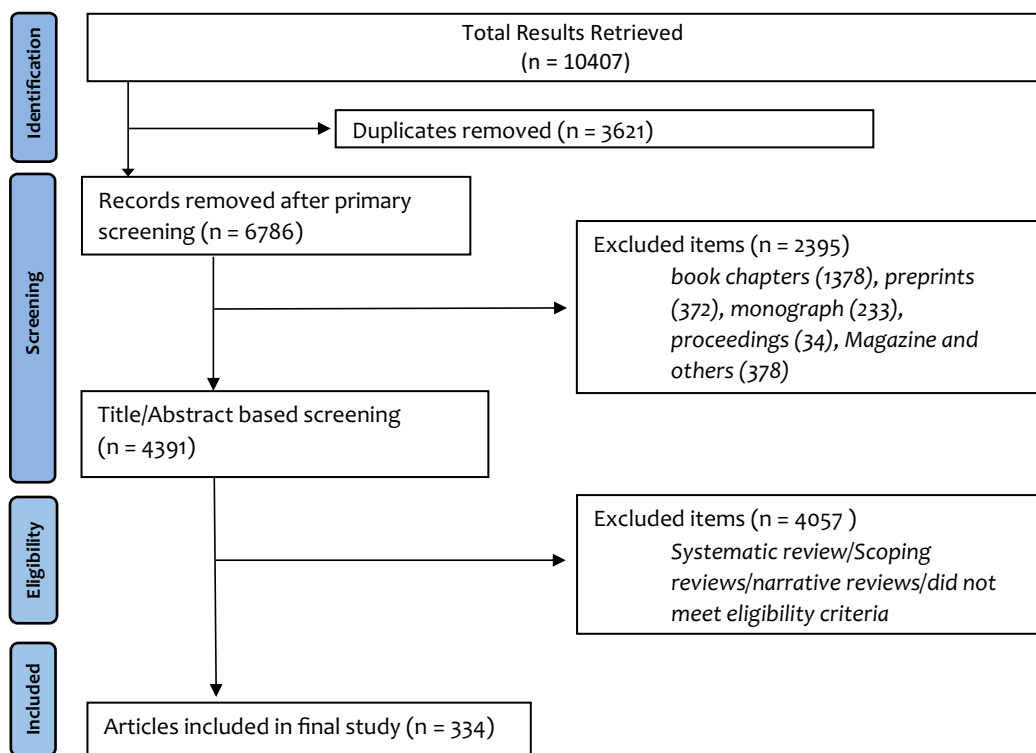 Identification
Total Results Retrieved
(n = 10407)
Duplicates removed (n = 3621)
Screening
Records removed after primary
screening (n = 6786)
Excluded items (n = 2395)
book chapters (1378), preprints
(372), monograph (233),
proceedings (34), Magazine and
others (378)
Title/Abstract based screening
(n = 4391)
Eligibility
Excluded items (n = 4057 )
Systematic review/Scoping
reviews/narrative reviews/did not
meet eligibility criteria
Included
Articles included in final study (n = 334)